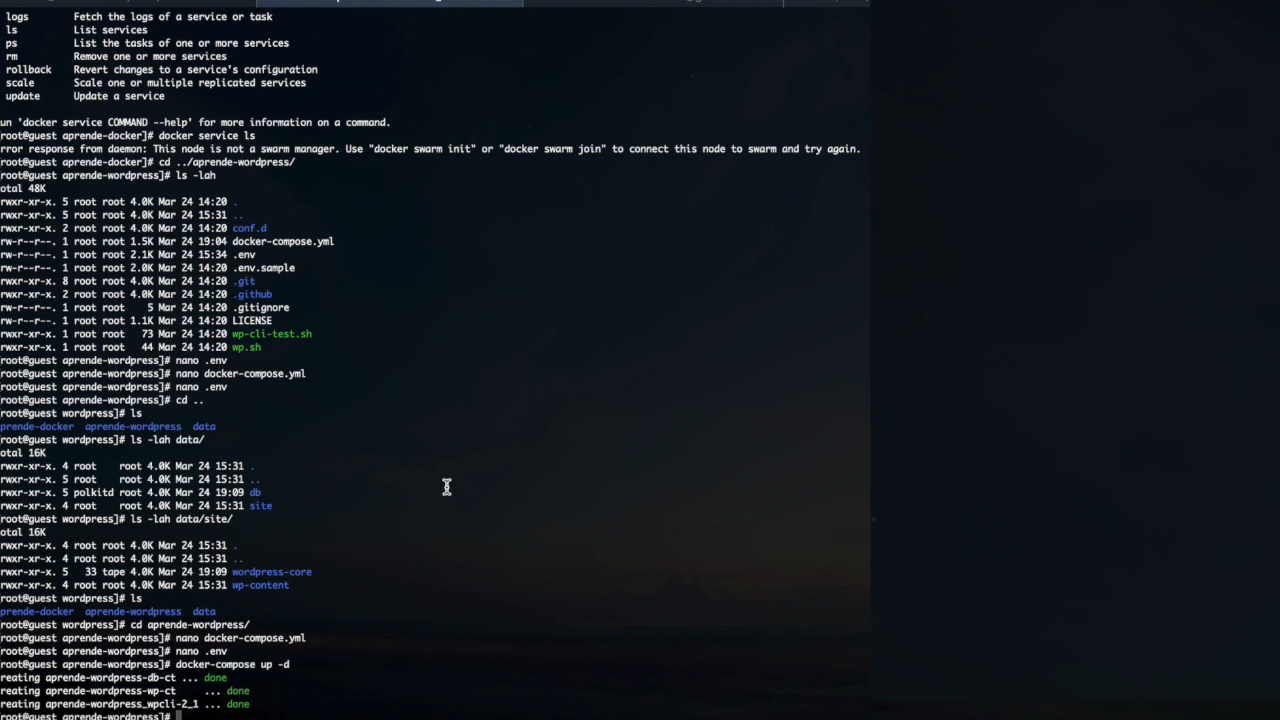 logs Fetch the logs of a service or task
ls List services
ps List the tasks of one or more services
rm Remove one or more services
rollback Revert changes to a service's configuration
scale Scale one or multiple replicated services
update Update a service
un 'docker service COMMAND --help' for more information on a command.
[root@guest aprende-docker]# docker service ls
rror response from daemon: This node is not a swarm manager. Use "docker swarm init" or "docker swarm join" to connect this node to swarm and try again.
[root@guest aprende-docker]# cd ../aprende-wordpress/
[root@guest aprende-wordpress]# ls -lah
otal 48K
rwxr-xr-x. 5 root root 4.0K Mar 24 14:20 .
rwxr-xr-x. 5 root root 4.0K Mar 24 15:31 ..
rwxr-xr-x. 2 root root 4.0K Mar 24 14:20 conf.d
rw-r--r--. 1 root root 1.5K Mar 24 19:04 docker-compose.yml
rw-r--r--. 1 root root 2.1K Mar 24 15:34 .env
rw-r--r--. 1 root root 2.0K Mar 24 14:20 .env.sample
rwxr-xr-x. 8 root root 4.0K Mar 24 14:20 .git
rwxr-xr-x. 2 root root 4.0K Mar 24 14:20 .github
rw-r--r--. 1 root root 5 Mar 24 14:20 .gitignore
rw-r--r--. 1 root root 1.1K Mar 24 14:20 LICENSE
rwxr-xr-x. 1 root root 73 Mar 24 14:20 wp-cli-test.sh
rwxr-xr-x. 1 root root 44 Mar 24 14:20 wp.sh
[root@guest aprende-wordpress]# nano .env
[root@guest aprende-wordpress]# nano docker-compose.yml
[root@guest aprende-wordpress]# nano .env
[root@guest aprende-wordpress]# cd ..
[root@guest wordpress]# ls
prende-docker aprende-wordpress data
[root@guest wordpress]# ls -lah data/
otal 16K
rwxr-xr-x. 4 root root 4.0K Mar 24 15:31 .
rwxr-xr-x. 5 root root 4.0K Mar 24 15:31 ..
rwxr-xr-x. 5 polkitd root 4.0K Mar 24 19:09 db
rwxr-xr-x. 4 root root 4.0K Mar 24 15:31 site
[root@guest wordpress]# ls -lah data/site/
otal 16K
rwxr-xr-x. 4 root root 4.0K Mar 24 15:31 .
rwxr-xr-x. 4 root root 4.0K Mar 24 15:31 ..
rwxr-xr-x. 5 33 tape 4.0K Mar 24 19:09 wordpress-core
rwxr-xr-x. 4 root root 4.0K Mar 24 15:31 wp-content
[root@guest wordpress]# ls
prende-docker aprende-wordpress data
[root@guest wordpress]# cd aprende-wordpress/
[root@guest aprende-wordpress]# nano docker-compose.yml
[root@guest aprende-wordpress]# nano .env
[root@guest aprende-wordpress]# docker-compose up -d
reating aprende-wordpress-db-ct ... done
reating aprende-wordpress-wp-ct ... done
reating aprende-wordpress_wpcli-2_1 ... done
[root@guest aprende-wordpress]#